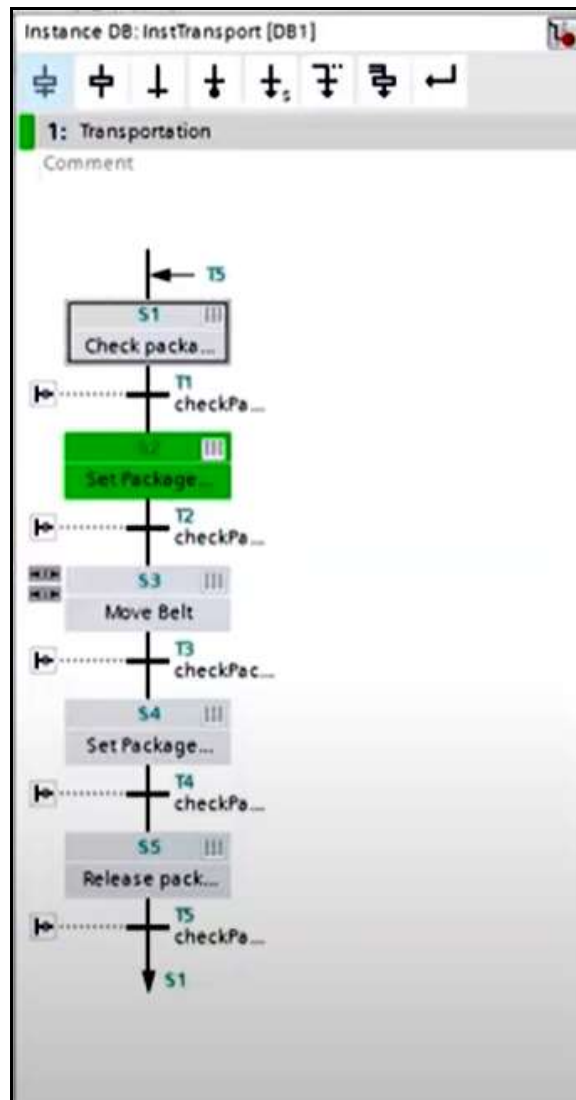 Instance DB: InstTransport [DB1]
1: Transportation
Comment
T5
S1
Check packa...
T1
checkPa...
S2
Set Package...
T2
checkPa...
S3
Move Belt
T3
checkPac...
S4
Set Package...
T4
checkPa...
S5
Release pack...
T5
checkPa...
S1